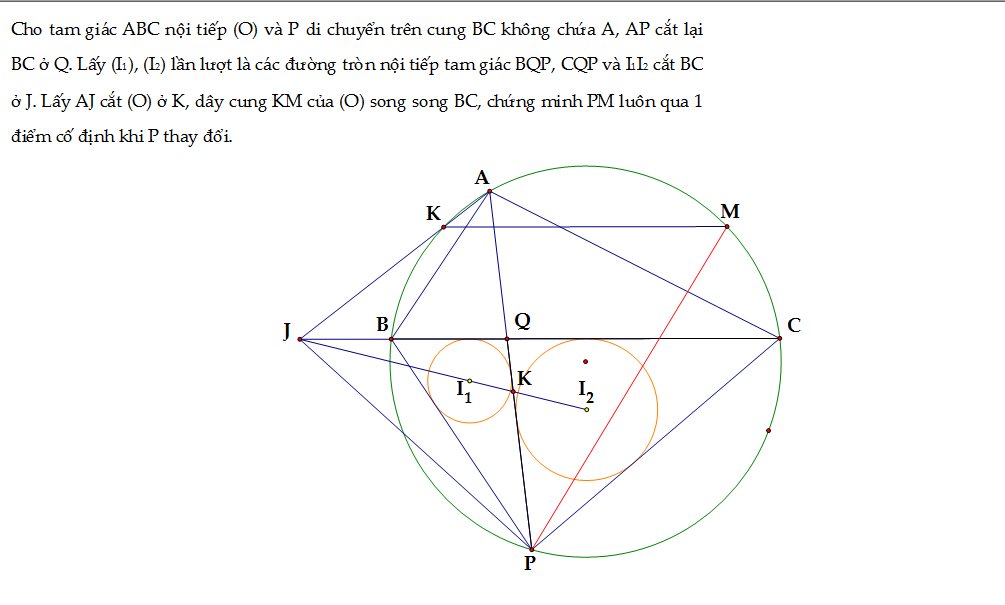 Cho tam giác ABC nội tiếp (O) và P di chuyển trên cung BC không chứa A, AP cắt lại
BC ở Q. Lấy (I₁), (I₂) lần lượt là các đường tròn nội tiếp tam giác BQP, CQP và I₁I₂ cắt BC
ở J. Lấy AJ cắt (O) ở K, dây cung KM của (O) song song BC, chứng minh PM luôn qua 1
điểm cố định khi P thay đổi.
A
K
M
J
B
Q
C
I₁
K
I₂
P